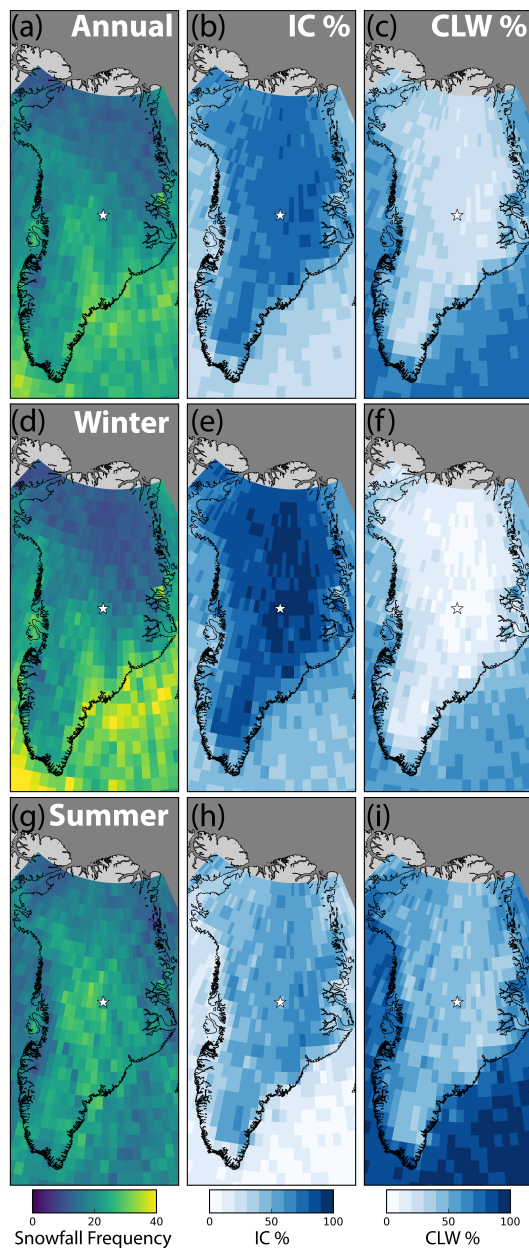 (a) Annual
(b) IC %
(c) CLW %
(d) Winter
(e)
(f)
(g) Summer
(h)
(i)
0 20 40
Snowfall Frequency
0 50 100
IC %
0 50 100
CLW %